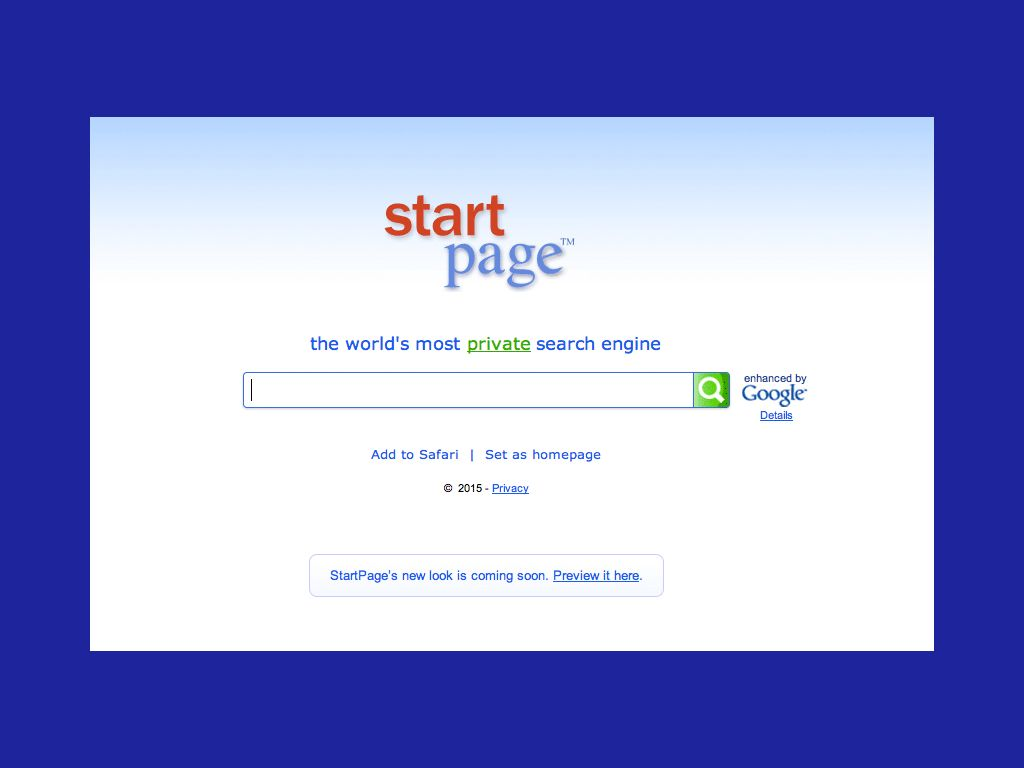 start
page™
the world's most private search engine
enhanced by
Google
Details
Add to Safari | Set as homepage
© 2015 - Privacy
StartPage's new look is coming soon. Preview it here.